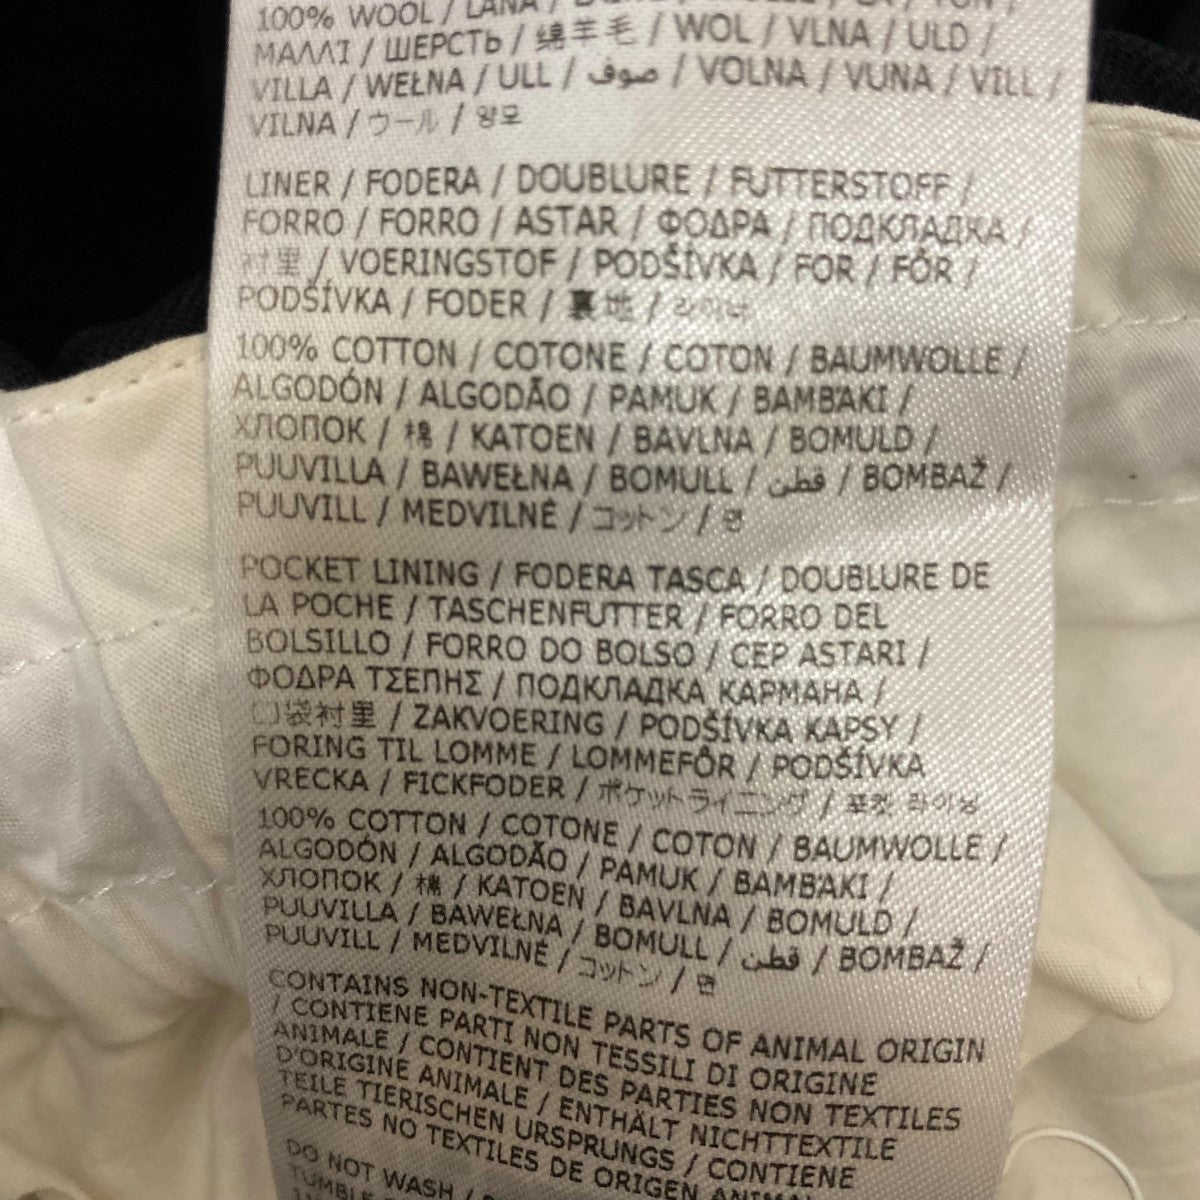 100% WOOL / LANA /
ΜΑΛΛΙ / ШЕРСТЬ / 绵羊毛 / WOL / VLNA / ULD /
VILLA / WEŁNA / ULL / صوف / VOLNA / VUNA / VILL /
VILNA / ウール / 양모
LINER / FODERA / DOUBLURE / FUTTERSTOFF /
FORRO / FORRO / ASTAR / ΦΟΔΡΑ / ПОДКЛАДКА /
衬里 / VOERINGSTOF / PODŠÍVKA / FOR / FÔR /
PODŠÍVKA / FODER / 裏地 / 라이너
100% COTTON / COTONE / COTON / BAUMWOLLE /
ALGODÓN / ALGODÃO / PAMUK / BAMBAKI /
ХЛОПОК / 棉 / KATOEN / BAVLNA / BOMULD /
PUUVILLA / BAWEŁNA / BOMULL / قطن / BOMBAŽ /
PUUVILL / MEDVILNĖ / コットン / 면
POCKET LINING / FODERA TASCA / DOUBLURE DE
LA POCHE / TASCHENFUTTER / FORRO DEL
BOLSILLO / FORRO DO BOLSO / CEP ASTARI /
ΦΟΔΡΑ ΤΣΕΠΗΣ / ПОДКЛАДКА КАРМАНА /
口袋衬里 / ZAKVOERING / PODŠÍVKA KAPSY /
FORING TIL LOMME / LOMMEFÔR / PODŠÍVKA
VRECKA / FICKFODER / ポケットライニング / 포켓 라이닝
100% COTTON / COTONE / COTON / BAUMWOLLE /
ALGODÓN / ALGODÃO / PAMUK / BAMBAKI /
ХЛОПОК / 棉 / KATOEN / BAVLNA / BOMULD /
PUUVILLA / BAWEŁNA / BOMULL / قطن / BOMBAŽ /
PUUVILL / MEDVILNĖ / コットン / 면
CONTAINS NON-TEXTILE PARTS OF ANIMAL ORIGIN
/ CONTIENE PARTI NON TESSILI DI ORIGINE
ANIMALE / CONTIENT DES PARTIES NON TEXTILES
D'ORIGINE ANIMALE / ENTHÄLT NICHTTEXTILE
TEILE TIERISCHEN URSPRUNGS / CONTIENE
PARTES NO TEXTILES DE ORIGEN ANIMAL
DO NOT WASH /
TUMBLE